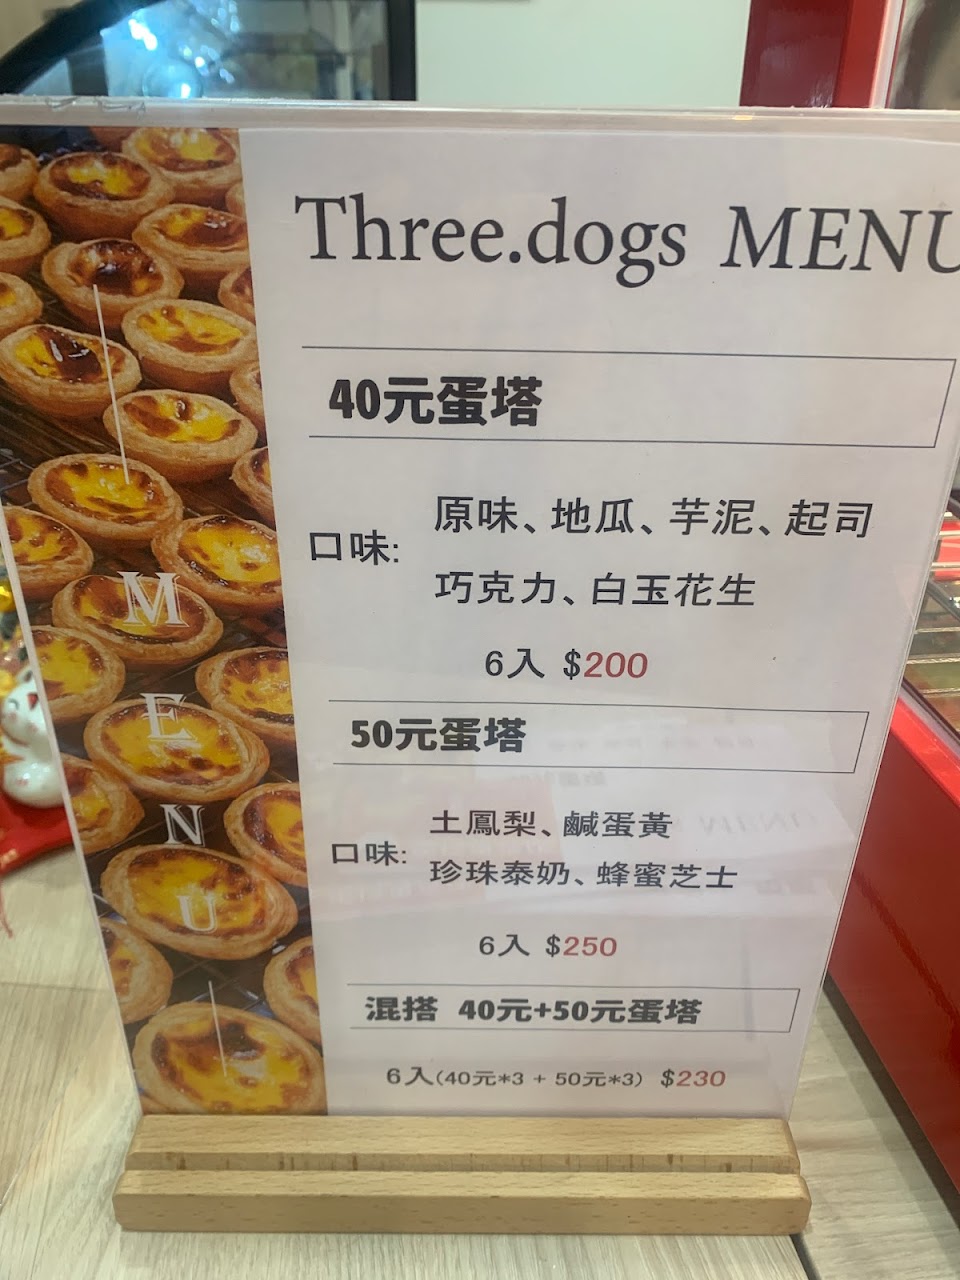 Three.dogs MENU
40元蛋塔
口味:
原味、地瓜、芋泥、起司
巧克力、白玉花生
6入 $200
50元蛋塔
口味:
土鳳梨、鹹蛋黃
珍珠泰奶、蜂蜜芝士
6入 $250
混搭 40元+50元蛋塔
6入(40元*3 + 50元*3) $230
M
E
N
U